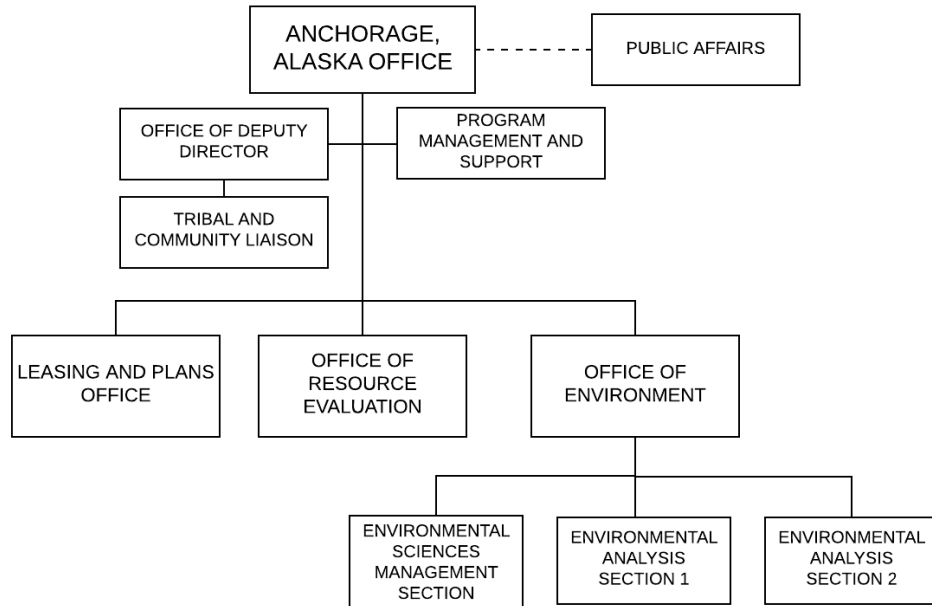 ANCHORAGE,
ALASKA OFFICE
PUBLIC AFFAIRS
OFFICE OF DEPUTY
DIRECTOR
PROGRAM
MANAGEMENT AND
SUPPORT
TRIBAL AND
COMMUNITY LIAISON
LEASING AND PLANS
OFFICE
OFFICE OF
RESOURCE
EVALUATION
OFFICE OF
ENVIRONMENT
ENVIRONMENTAL
SCIENCES
MANAGEMENT
SECTION
ENVIRONMENTAL
ANALYSIS
SECTION 1
ENVIRONMENTAL
ANALYSIS
SECTION 2